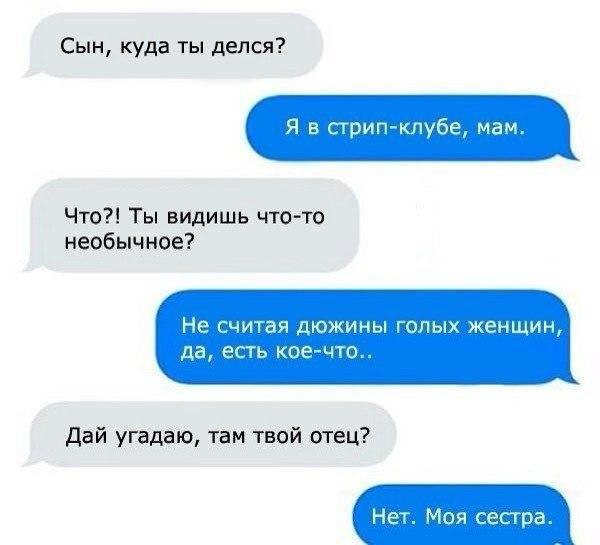 Сын, куда ты делся?
Я в стрип-клубе, мам.
Что?! Ты видишь что-то
необычное?
Не считая дюжины голых женщин,
да, есть кое-что..
Дай угадаю, там твой отец?
Нет. Моя сестра.